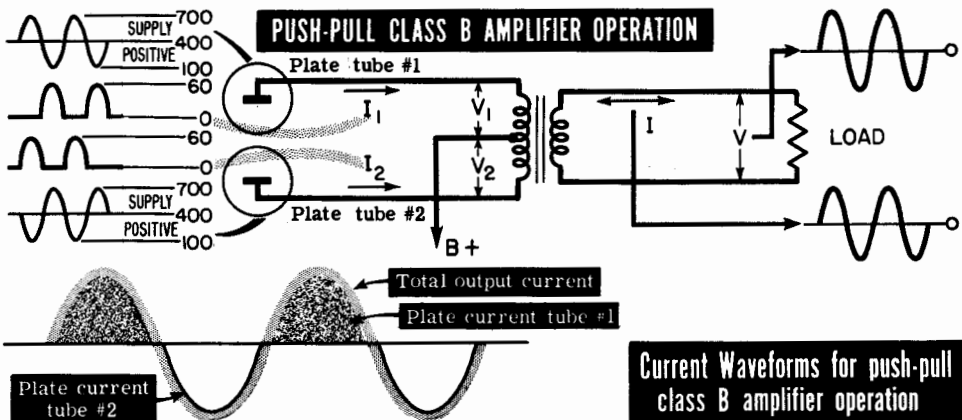 PUSH-PULL CLASS B AMPLIFIER OPERATION
700
SUPPLY
400
POSITIVE
100
60
0
60
0
700
SUPPLY
400
POSITIVE
100
Plate tube #1
I1
V1
V2
I2
Plate tube #2
B+
I
V
LOAD
Total output current
Plate current tube #1
Plate current
tube #2
Current Waveforms for push-pull
class B amplifier operation